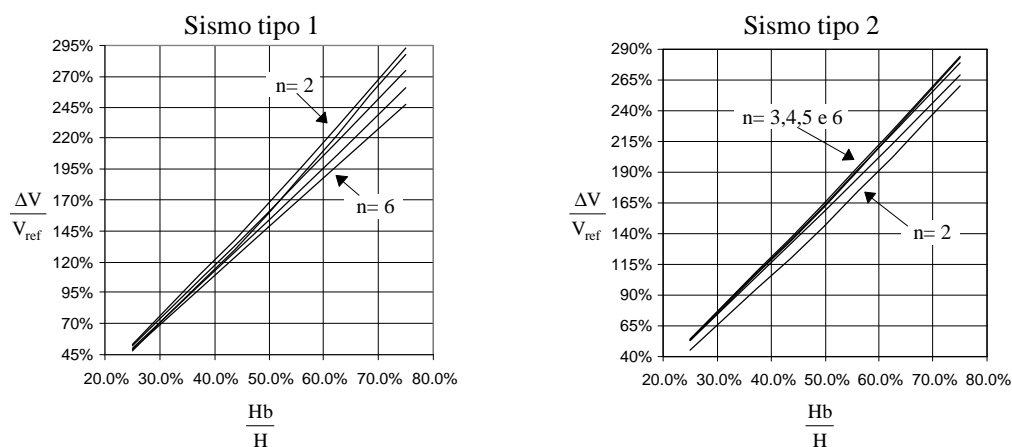 Sismo tipo 1
295%
270%
245%
220%
195%
170%
145%
120%
95%
70%
45%
n= 2
n= 6
ΔV
V_ref
20.0% 30.0% 40.0% 50.0% 60.0% 70.0% 80.0%
Hb
H
Sismo tipo 2
290%
265%
240%
215%
190%
165%
140%
115%
90%
65%
40%
n= 3,4,5 e 6
n= 2
ΔV
V_ref
20.0% 30.0% 40.0% 50.0% 60.0% 70.0% 80.0%
Hb
H